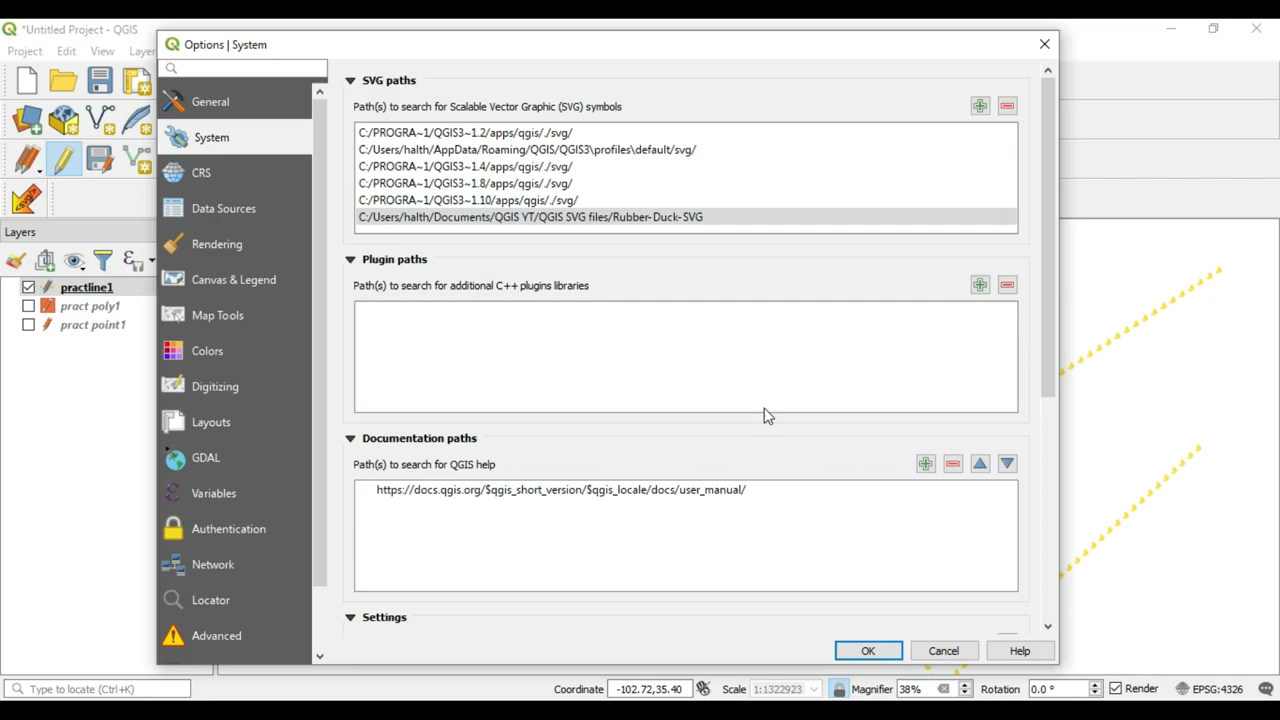 *Untitled Project - QGIS
Project Edit View Layer
Options | System
General
System
CRS
Data Sources
Rendering
Canvas & Legend
Map Tools
Colors
Digitizing
Layouts
GDAL
Variables
Authentication
Network
Locator
Advanced
SVG paths
Path(s) to search for Scalable Vector Graphic (SVG) symbols
C:/PROGRA~1/QGIS3~1.2/apps/qgis/./svg/
C:/Users/halth/AppData/Roaming/QGIS/QGIS3\profiles\default/svg/
C:/PROGRA~1/QGIS3~1.4/apps/qgis/./svg/
C:/PROGRA~1/QGIS3~1.8/apps/qgis/./svg/
C:/PROGRA~1/QGIS3~1.10/apps/qgis/./svg/
C:/Users/halth/Documents/QGIS YT/QGIS SVG files/Rubber-Duck-SVG
Plugin paths
Path(s) to search for additional C++ plugins libraries
Documentation paths
Path(s) to search for QGIS help
https://docs.qgis.org/$qgis_short_version/$qgis_locale/docs/user_manual/
Settings
OK Cancel Help
Layers
practline1
pract poly1
pract point1
Type to locate (Ctrl+K)
Coordinate -102.72,35.40 Scale 1:1322923 Magnifier 38% Rotation 0.0 ° Render EPSG:4326